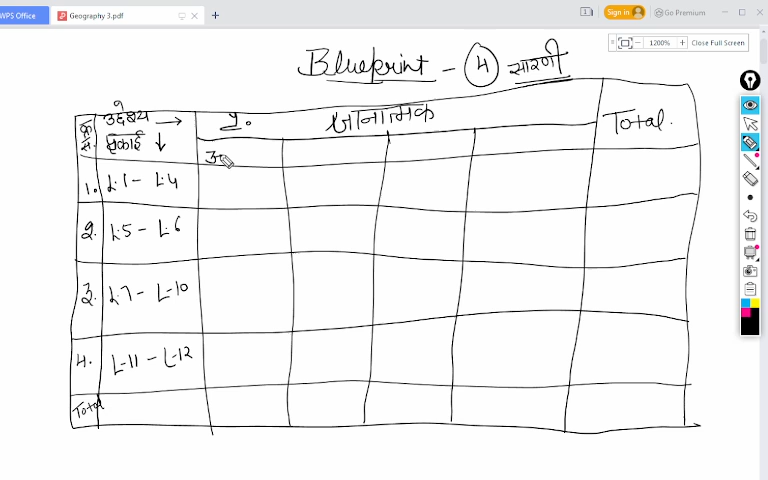 WPS Office
Geography 3.pdf
1
Sign in
Go Premium
1200%
Close Full Screen
Blueprint - 4 सारणी
क्र. सं.
उद्देश्य
इकाई
1.
Total.
1. L.1 - L.4
2. L.5 - L.6
3. L.7 - L.10
4. L.11 - L.12
Total